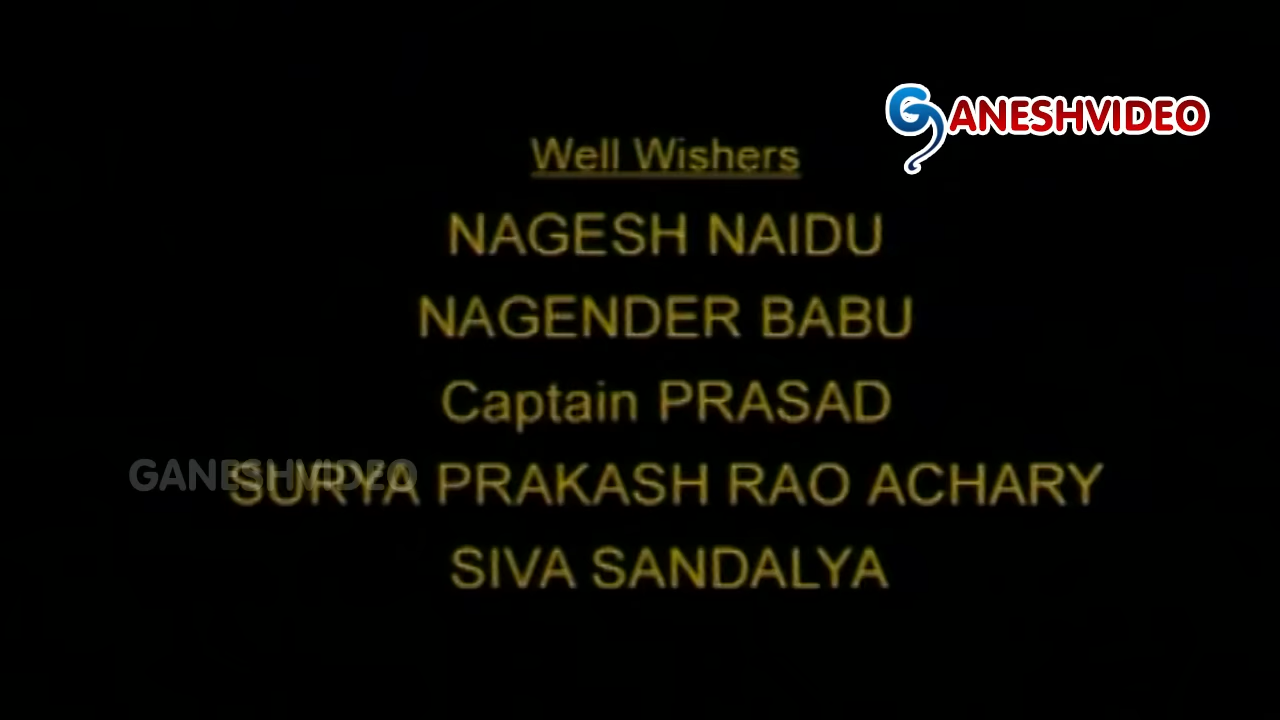 GANESHVIDEO
Well Wishers
NAGESH NAIDU
NAGENDER BABU
Captain PRASAD
GANESHVIDEO
SURYA PRAKASH RAO ACHARY
SIVA SANDALYA